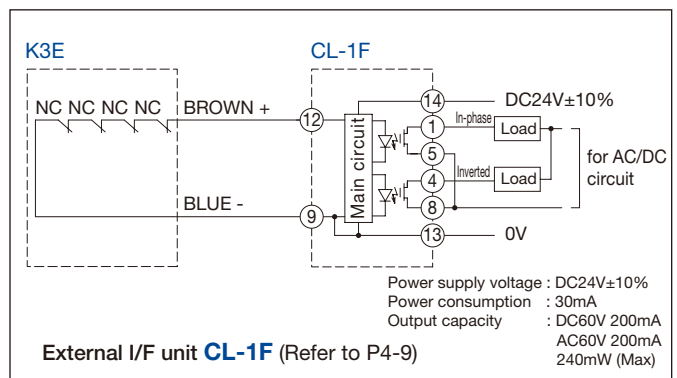 K3E
CL-1F
NC NC NC NC
BROWN +
12
Main circuit
14
DC24V±10%
1
In-phase
Load
5
for AC/DC
circuit
4
Inverted
Load
BLUE -
9
8
13
0V
Power supply voltage : DC24V±10%
Power consumption : 30mA
Output capacity : DC60V 200mA
AC60V 200mA
240mW (Max)
External I/F unit CL-1F (Refer to P4-9)